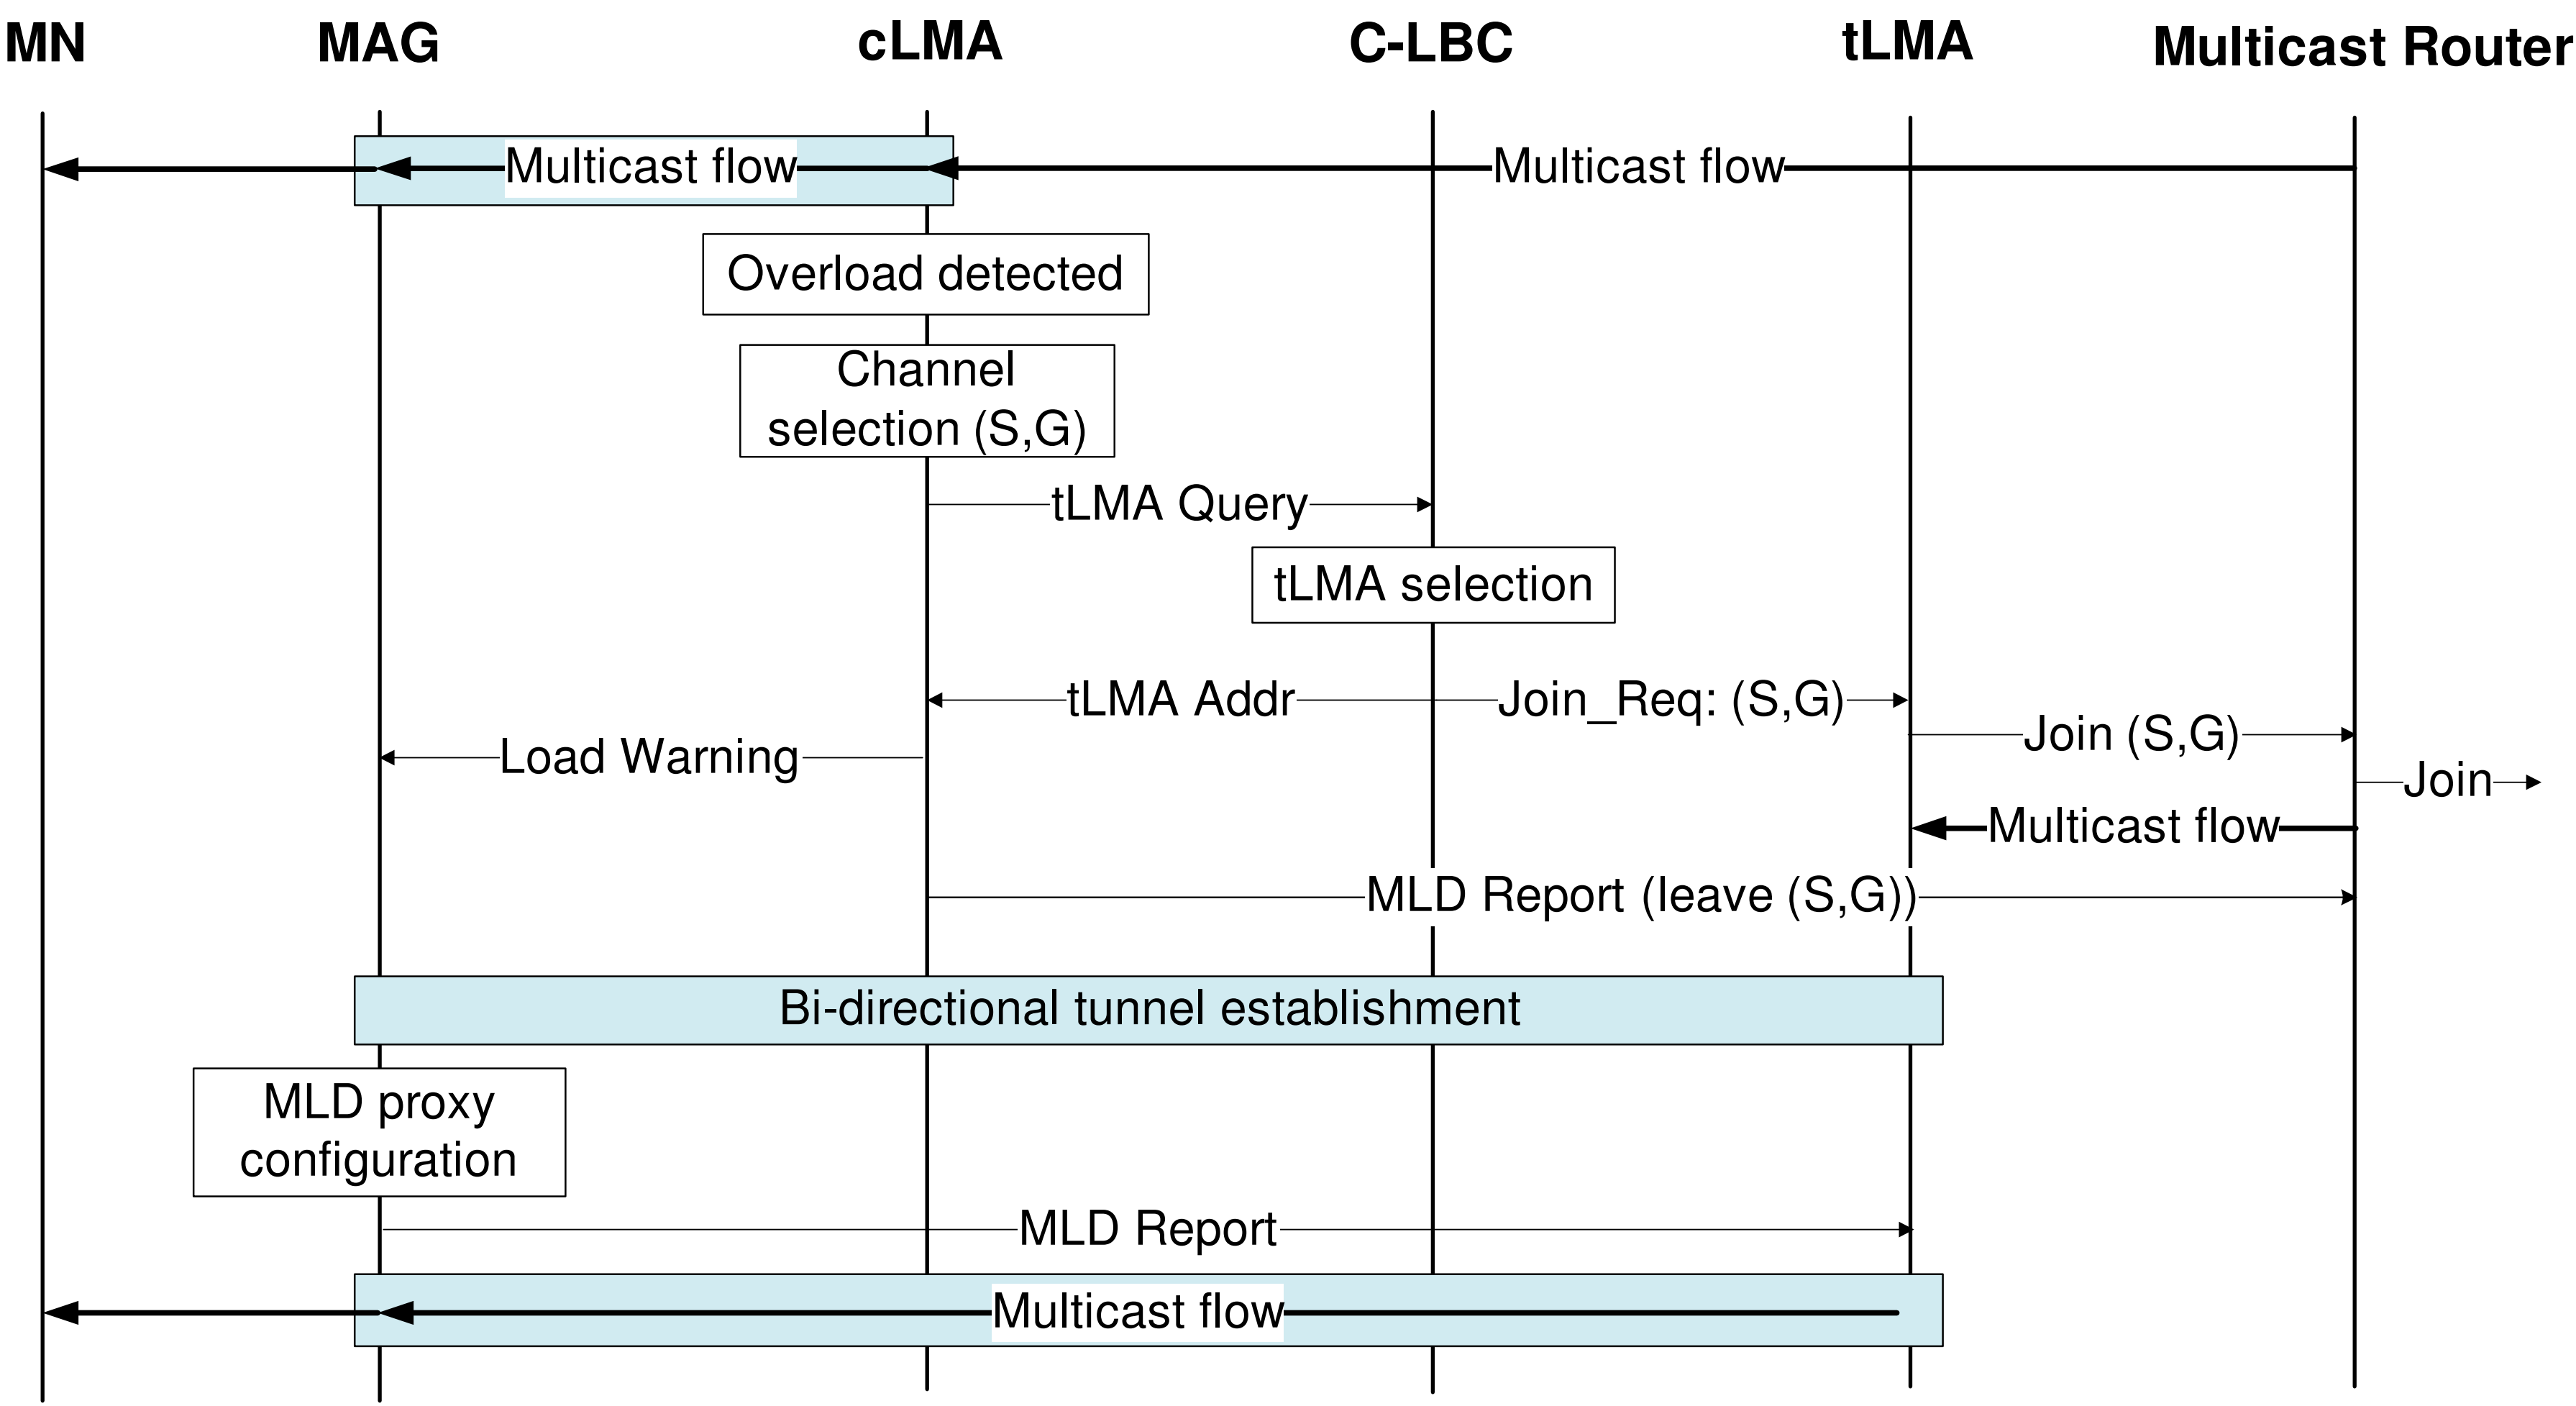 MN
MAG
cLMA
C-LBC
tLMA
Multicast Router
Multicast flow
Multicast flow
Overload detected
Channel
selection (S,G)
tLMA Query
tLMA selection
tLMA Addr
Join_Req: (S,G)
Join (S,G)
Load Warning
Join
Multicast flow
MLD Report (leave (S,G))
Bi-directional tunnel establishment
MLD proxy
configuration
MLD Report
Multicast flow